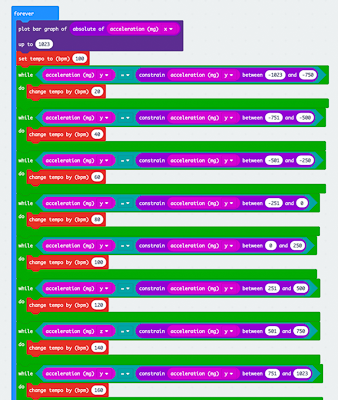 forever
plot bar graph of absolute of acceleration (mg) x
up to 1023
set tempo to (bpm) 100
while acceleration (mg) y = constrain acceleration (mg) y between -1023 and -750
do change tempo by (bpm) 20
while acceleration (mg) y = constrain acceleration (mg) y between -751 and -500
do change tempo by (bpm) 40
while acceleration (mg) y = constrain acceleration (mg) y between -501 and -250
do change tempo by (bpm) 60
while acceleration (mg) y = constrain acceleration (mg) y between -251 and 0
do change tempo by (bpm) 80
while acceleration (mg) y = constrain acceleration (mg) y between 0 and 250
do change tempo by (bpm) 100
while acceleration (mg) y = constrain acceleration (mg) y between 251 and 500
do change tempo by (bpm) 120
while acceleration (mg) x = constrain acceleration (mg) y between 501 and 750
do change tempo by (bpm) 140
while acceleration (mg) y = constrain acceleration (mg) y between 751 and 1023
do change tempo by (bpm) 160